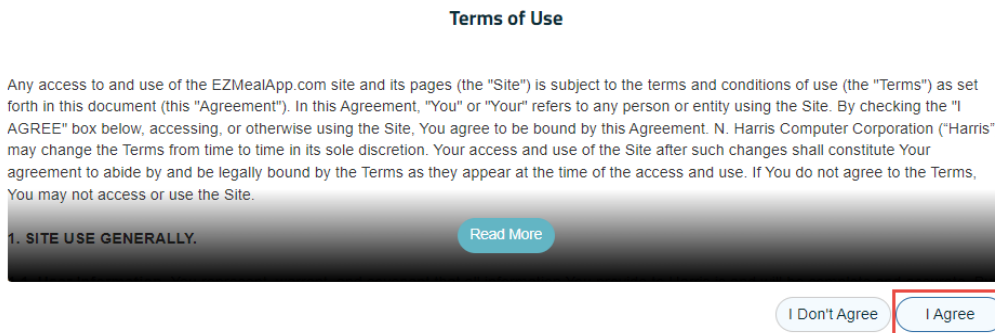 Terms of Use
Any access to and use of the EZMealApp.com site and its pages (the "Site") is subject to the terms and conditions of use (the "Terms") as set
forth in this document (this "Agreement"). In this Agreement, "You" or "Your" refers to any person or entity using the Site. By checking the "I
AGREE" box below, accessing, or otherwise using the Site, You agree to be bound by this Agreement. N. Harris Computer Corporation (“Harris”
may change the Terms from time to time in its sole discretion. Your access and use of the Site after such changes shall constitute Your
agreement to abide by and be legally bound by the Terms as they appear at the time of the access and use. If You do not agree to the Terms,
You may not access or use the Site.
1. SITE USE GENERALLY.
Read More
I Don't Agree
I Agree